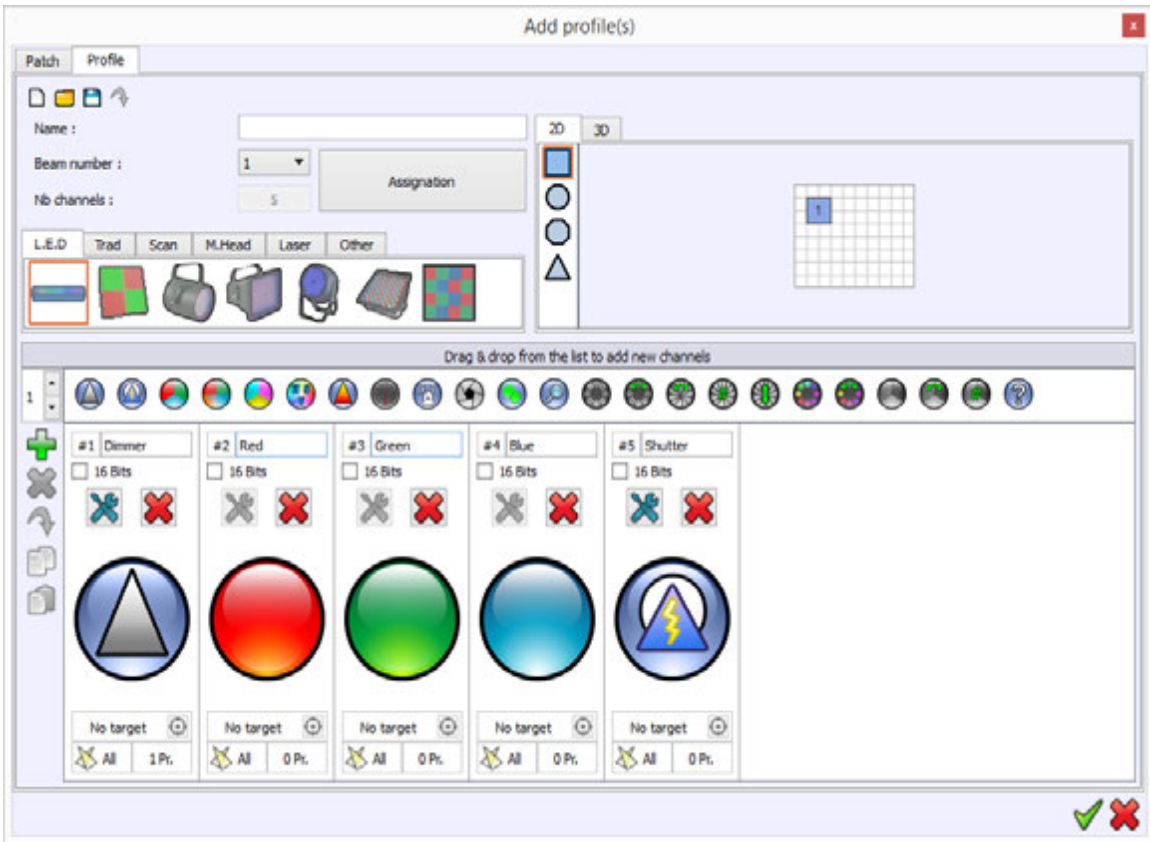 Add profile(s)
x
Patch Profile
Name :
2D 3D
Beam number : 1
Assignation
Nb channels : 5
1
L.E.D Trad Scan M.Head Laser Other
Drag & drop from the list to add new channels
1
#1 Dimmer #2 Red #3 Green #4 Blue #5 Shutter
16 Bits 16 Bits 16 Bits 16 Bits 16 Bits
No target No target No target No target No target
All 1 Pr. All 0 Pr. All 0 Pr. All 0 Pr. All 0 Pr.